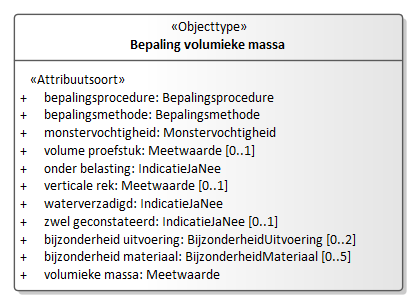 «Objecttype»
Bepaling volumieke massa
«Attribuutsoort»
+ bepalingsprocedure: Bepalingsprocedure
+ bepalingsmethode: Bepalingsmethode
+ monstervochtigheid: Monstervochtigheid
+ volume proefstuk: Meetwaarde [0..1]
+ onder belasting: IndicatieJaNee
+ verticale rek: Meetwaarde [0..1]
+ waterverzadigd: IndicatieJaNee
+ zwel geconstateerd: IndicatieJaNee [0..1]
+ bijzonderheid uitvoering: BijzonderheidUitvoering [0..2]
+ bijzonderheid materiaal: BijzonderheidMateriaal [0..5]
+ volumieke massa: Meetwaarde